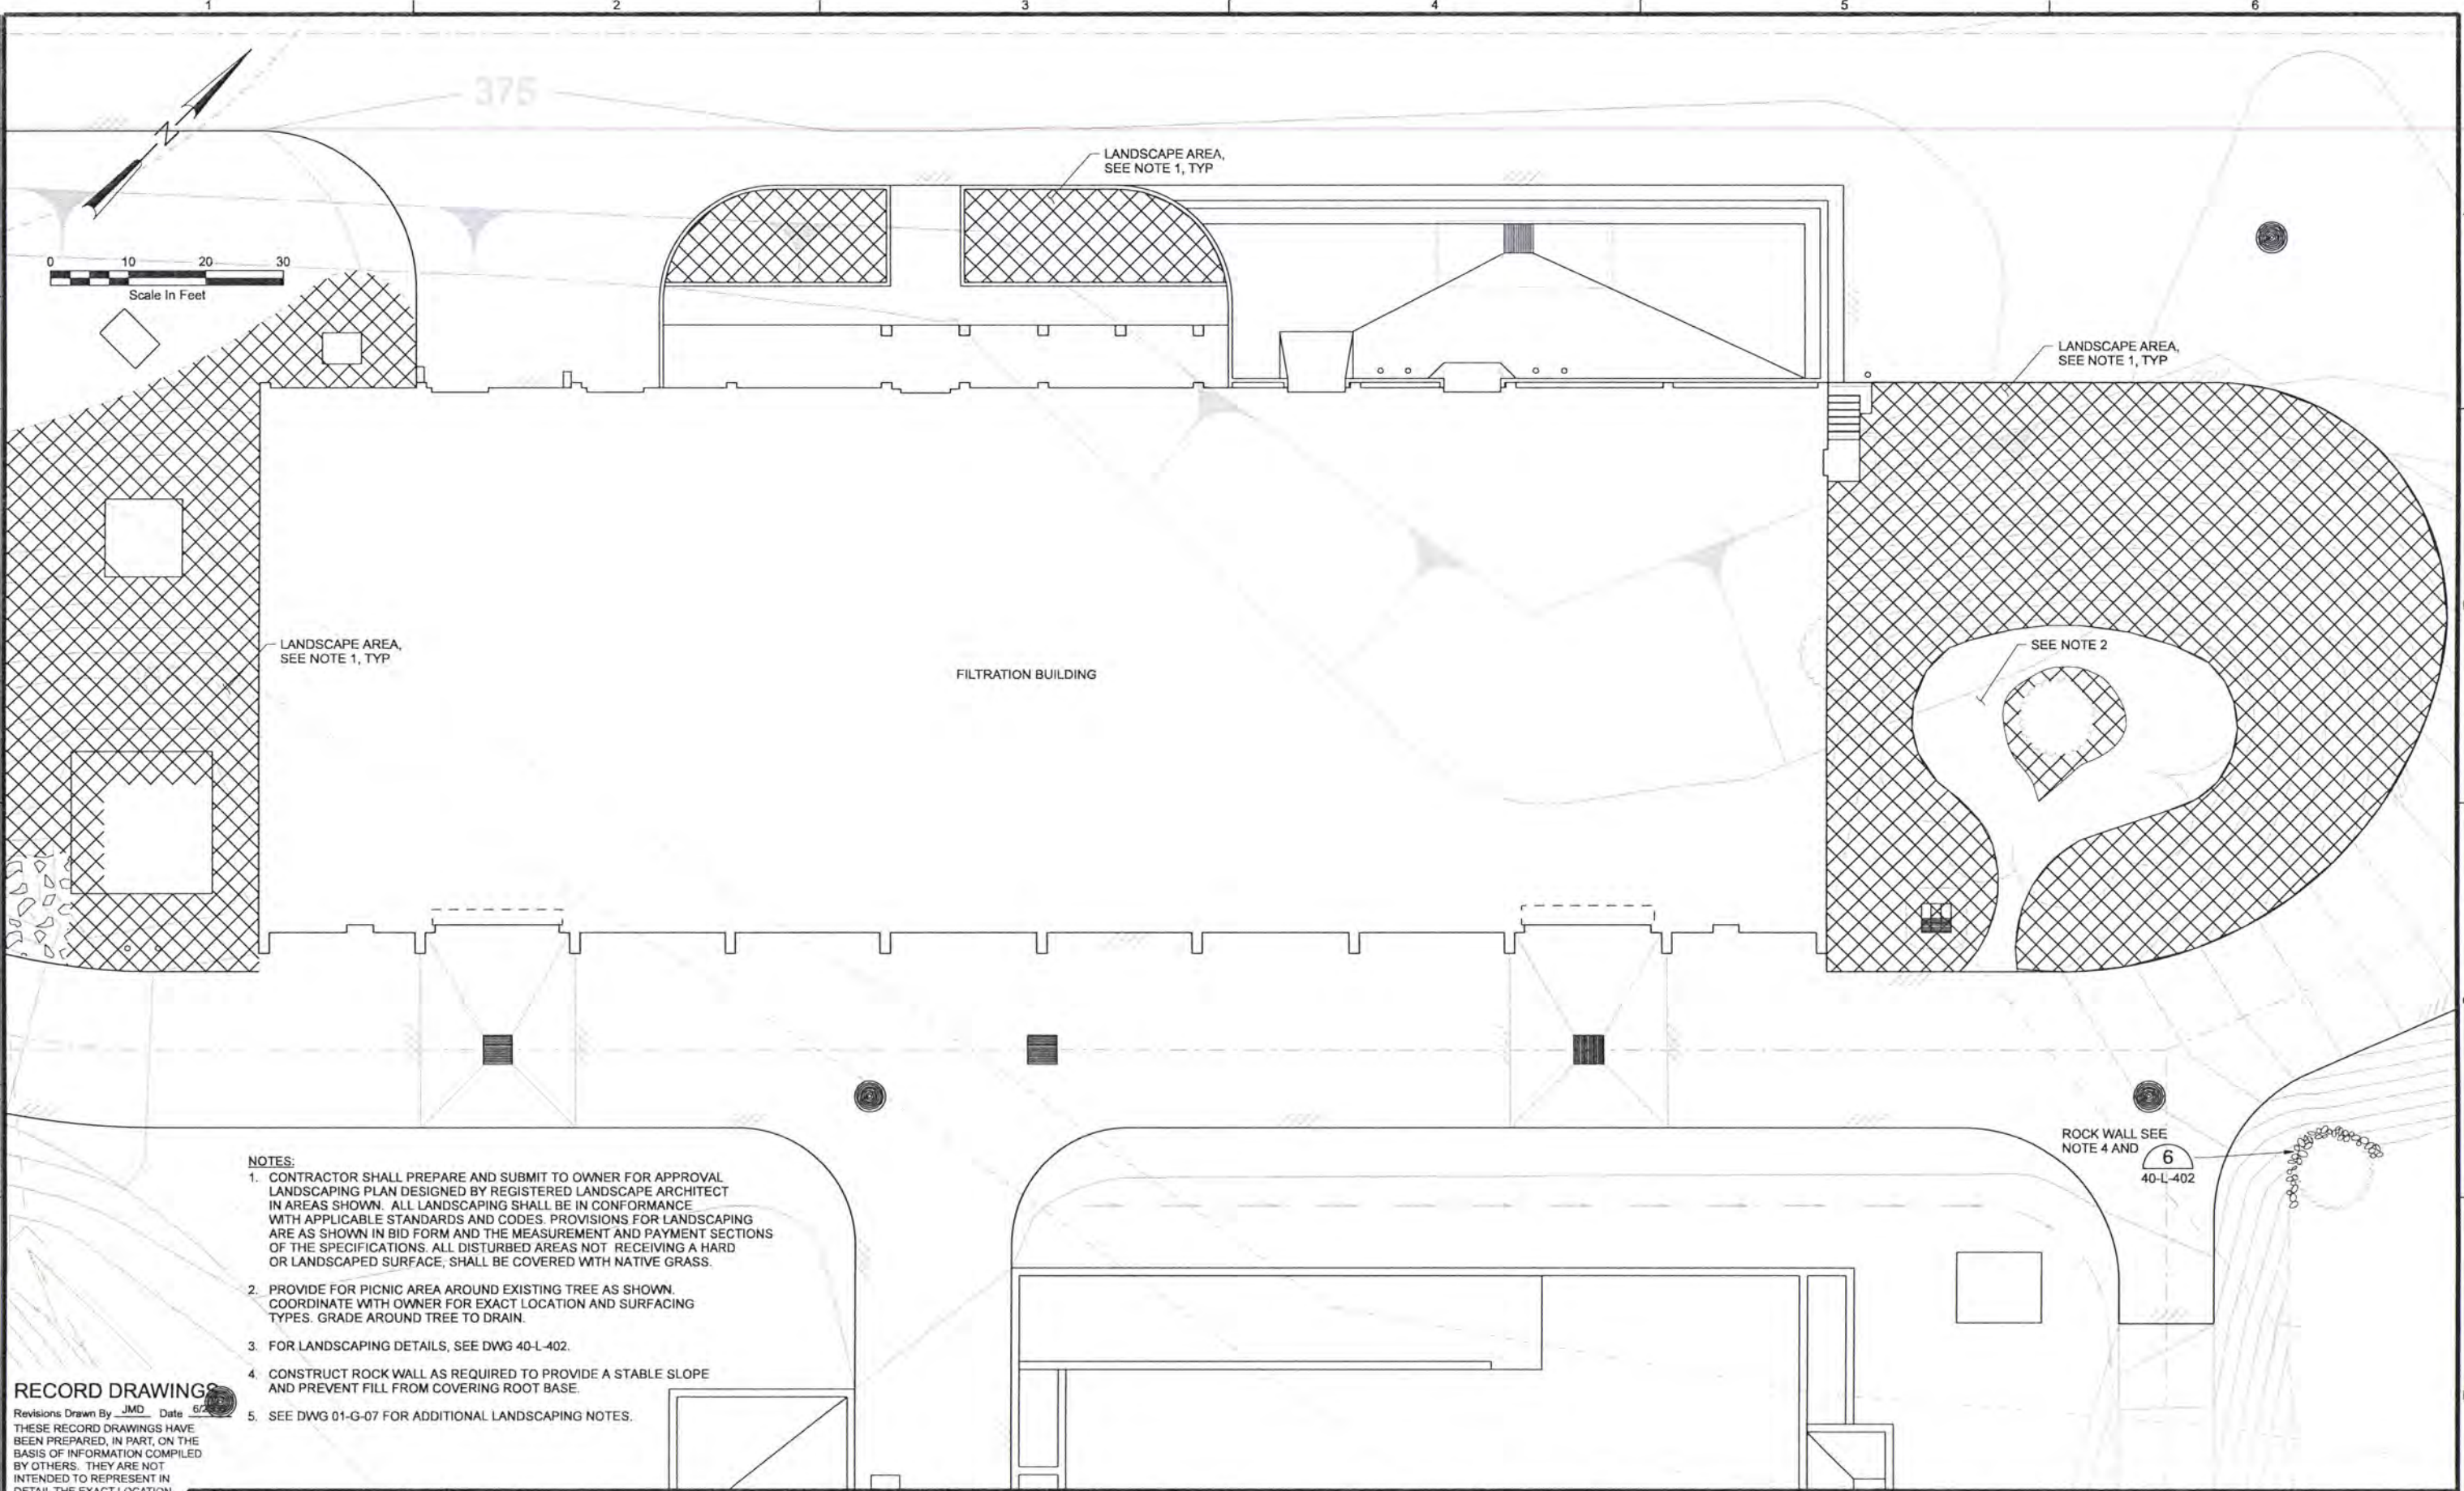 1 2 3 4 5 6
375
N
0 10 20 30
Scale In Feet
LANDSCAPE AREA,
SEE NOTE 1, TYP
LANDSCAPE AREA,
SEE NOTE 1, TYP
LANDSCAPE AREA,
SEE NOTE 1, TYP
FILTRATION BUILDING
SEE NOTE 2
ROCK WALL SEE
NOTE 4 AND
6
40-L-402
NOTES:
1. CONTRACTOR SHALL PREPARE AND SUBMIT TO OWNER FOR APPROVAL
LANDSCAPING PLAN DESIGNED BY REGISTERED LANDSCAPE ARCHITECT
IN AREAS SHOWN. ALL LANDSCAPING SHALL BE IN CONFORMANCE
WITH APPLICABLE STANDARDS AND CODES. PROVISIONS FOR LANDSCAPING
ARE AS SHOWN IN BID FORM AND THE MEASUREMENT AND PAYMENT SECTIONS
OF THE SPECIFICATIONS. ALL DISTURBED AREAS NOT RECEIVING A HARD
OR LANDSCAPED SURFACE, SHALL BE COVERED WITH NATIVE GRASS.
2. PROVIDE FOR PICNIC AREA AROUND EXISTING TREE AS SHOWN.
COORDINATE WITH OWNER FOR EXACT LOCATION AND SURFACING
TYPES. GRADE AROUND TREE TO DRAIN.
3. FOR LANDSCAPING DETAILS, SEE DWG 40-L-402.
4. CONSTRUCT ROCK WALL AS REQUIRED TO PROVIDE A STABLE SLOPE
AND PREVENT FILL FROM COVERING ROOT BASE.
5. SEE DWG 01-G-07 FOR ADDITIONAL LANDSCAPING NOTES.
RECORD DRAWINGS
Revisions Drawn By JMD Date
THESE RECORD DRAWINGS HAVE
BEEN PREPARED, IN PART, ON THE
BASIS OF INFORMATION COMPILED
BY OTHERS. THEY ARE NOT
INTENDED TO REPRESENT IN
DETAIL THE EXACT LOCATION